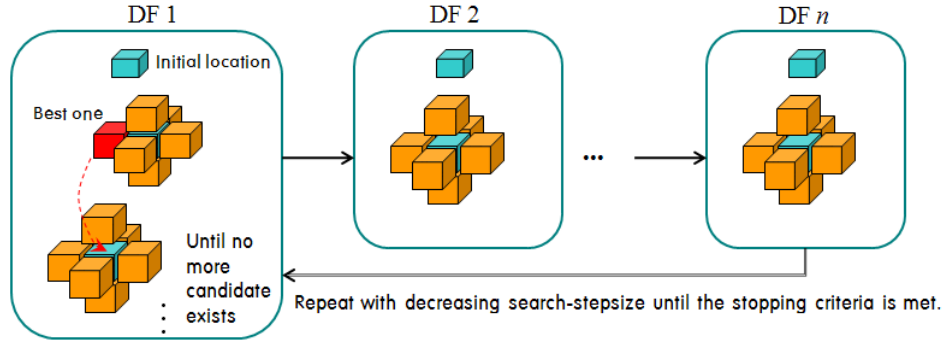 DF 1
DF 2
DF n
Initial location
Best one
...
Until no
more
candidate
exists
Repeat with decreasing search-stepsize until the stopping criteria is met.